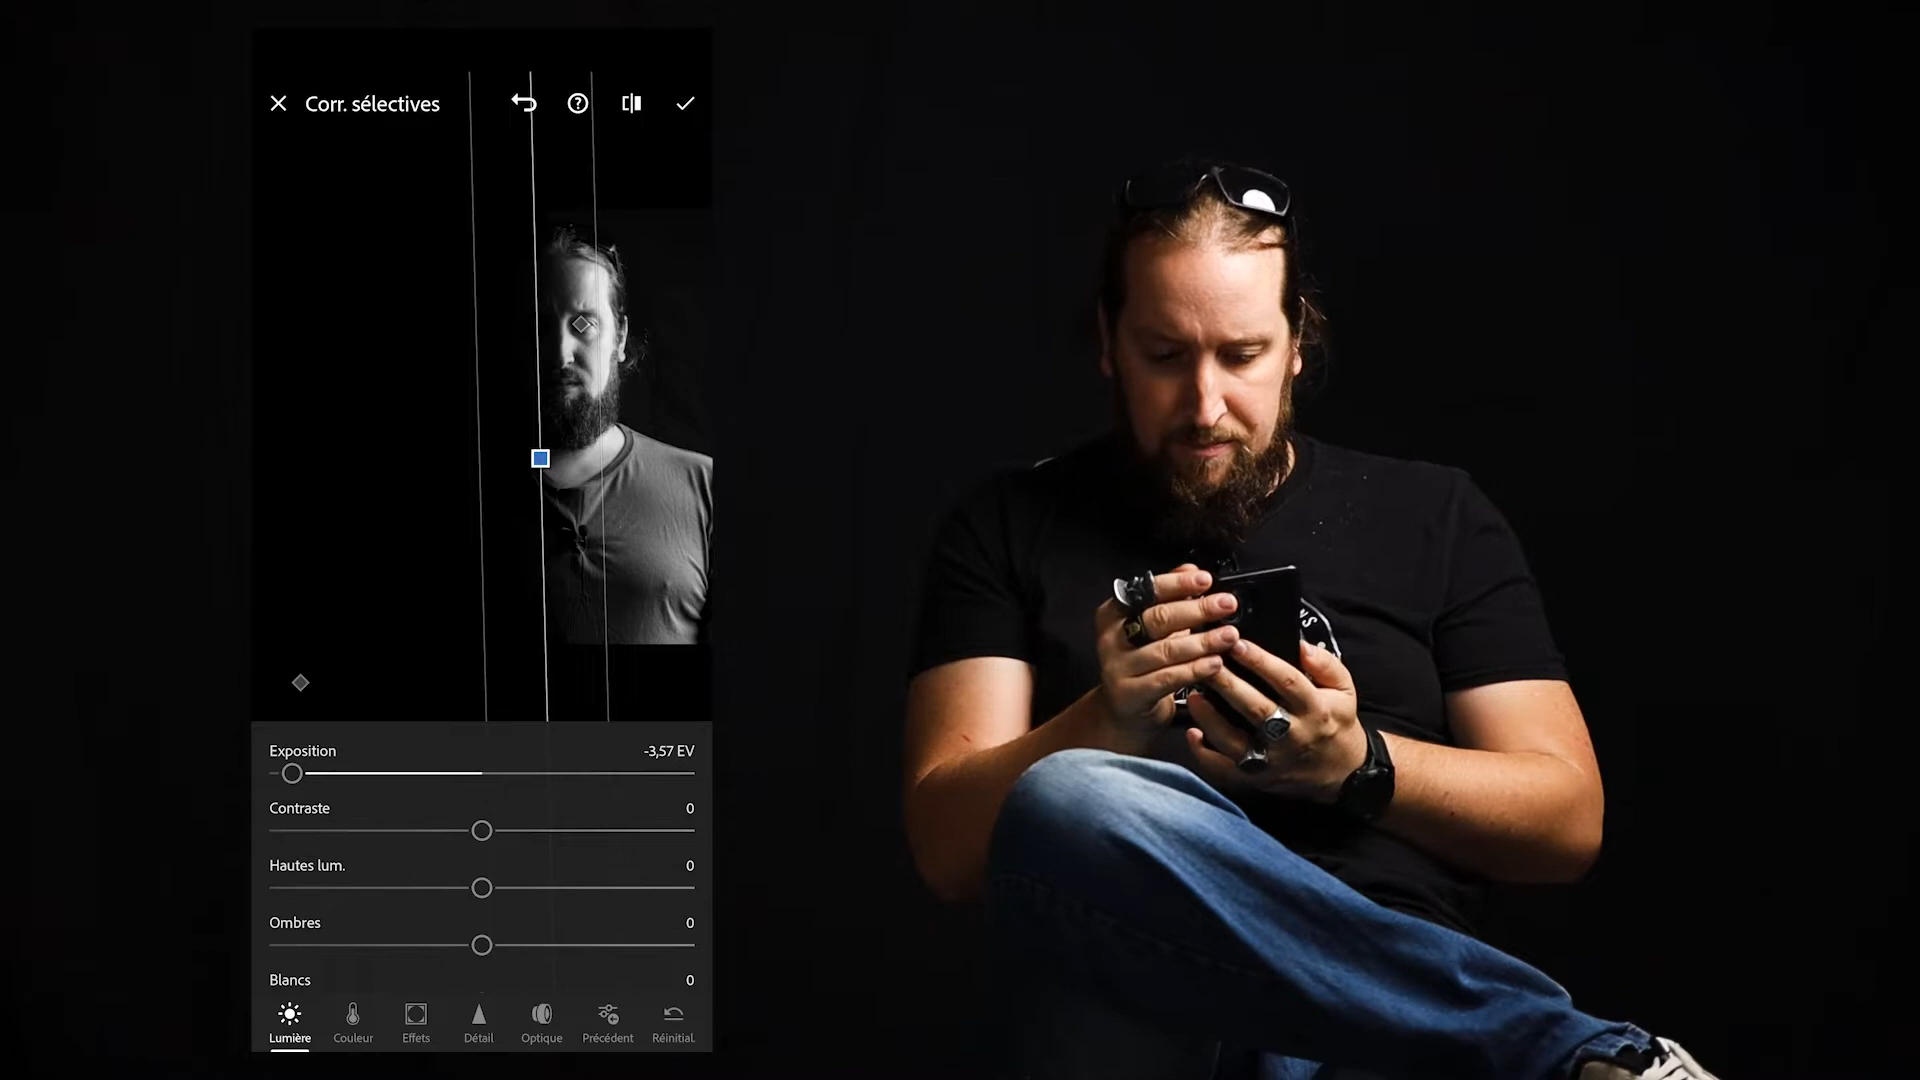 Corr. sélectives
Exposition -3,57 EV
Contraste 0
Hautes lum. 0
Ombres 0
Blancs 0
Lumière Couleur Effets Détail Optique Précédent Réinitial.